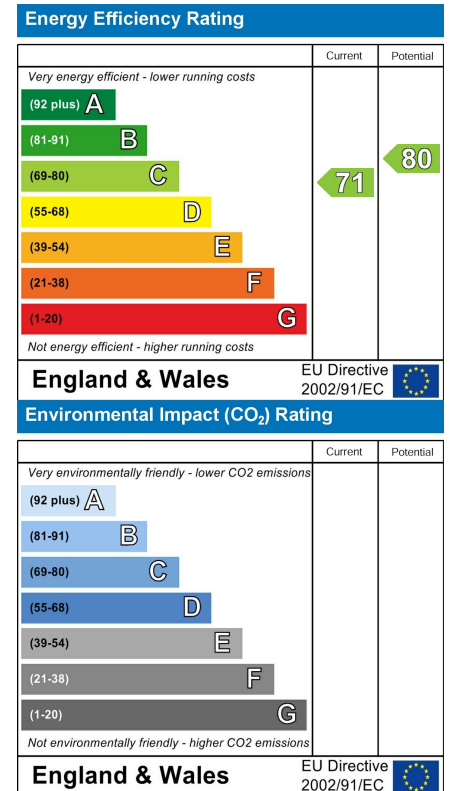 Energy Efficiency Rating
Current Potential
Very energy efficient - lower running costs
(92 plus) A
(81-91) B
(69-80) C
(55-68) D
(39-54) E
(21-38) F
(1-20) G
71
80
Not energy efficient - higher running costs
England & Wales
EU Directive
2002/91/EC
Environmental Impact (CO₂) Rating
Current Potential
Very environmentally friendly - lower CO2 emissions
(92 plus) A
(81-91) B
(69-80) C
(55-68) D
(39-54) E
(21-38) F
(1-20) G
Not environmentally friendly - higher CO2 emissions
England & Wales
EU Directive
2002/91/EC